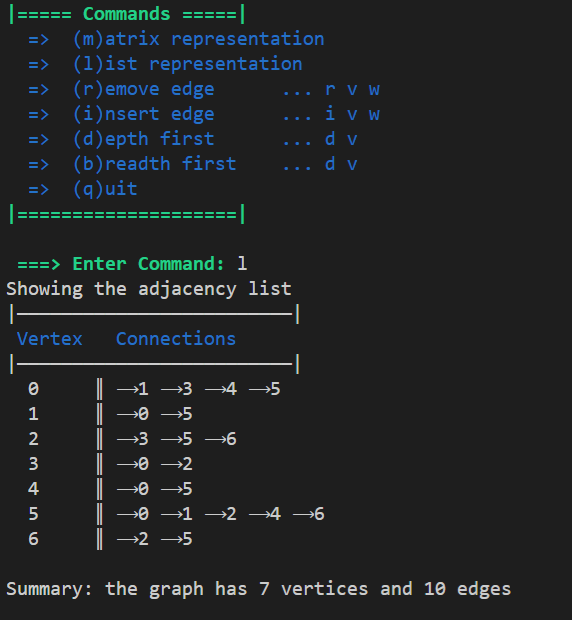 |===== Commands =====|
=> (m)atrix representation
=> (l)ist representation
=> (r)emove edge ... r v w
=> (i)nsert edge ... i v w
=> (d)epth first ... d v
=> (b)readth first ... d v
=> (q)uit
|====================|
===> Enter Command: l
Showing the adjacency list
|─────────────────────────|
Vertex Connections
|─────────────────────────|
0 ║ ⟶1 ⟶3 ⟶4 ⟶5
1 ║ ⟶0 ⟶5
2 ║ ⟶3 ⟶5 ⟶6
3 ║ ⟶0 ⟶2
4 ║ ⟶0 ⟶5
5 ║ ⟶0 ⟶1 ⟶2 ⟶4 ⟶6
6 ║ ⟶2 ⟶5
Summary: the graph has 7 vertices and 10 edges